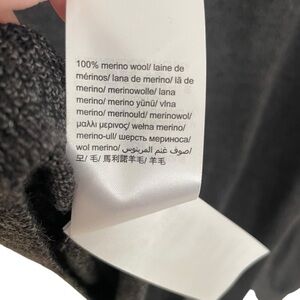 100% merino wool/ laine de
mérinos/ lana de merino/ lã de
merino/ merinowolle/ lana
merino/ merino yünü/ vlna
merino/ merinould/ merinowol/
μαλλί μερινος/ wełna merino/
merino-ull/ шерсть мериноса/
wol merino/ صوف غنم المرينوس/
모/ 毛/ 馬利諾羊毛/ 羊毛